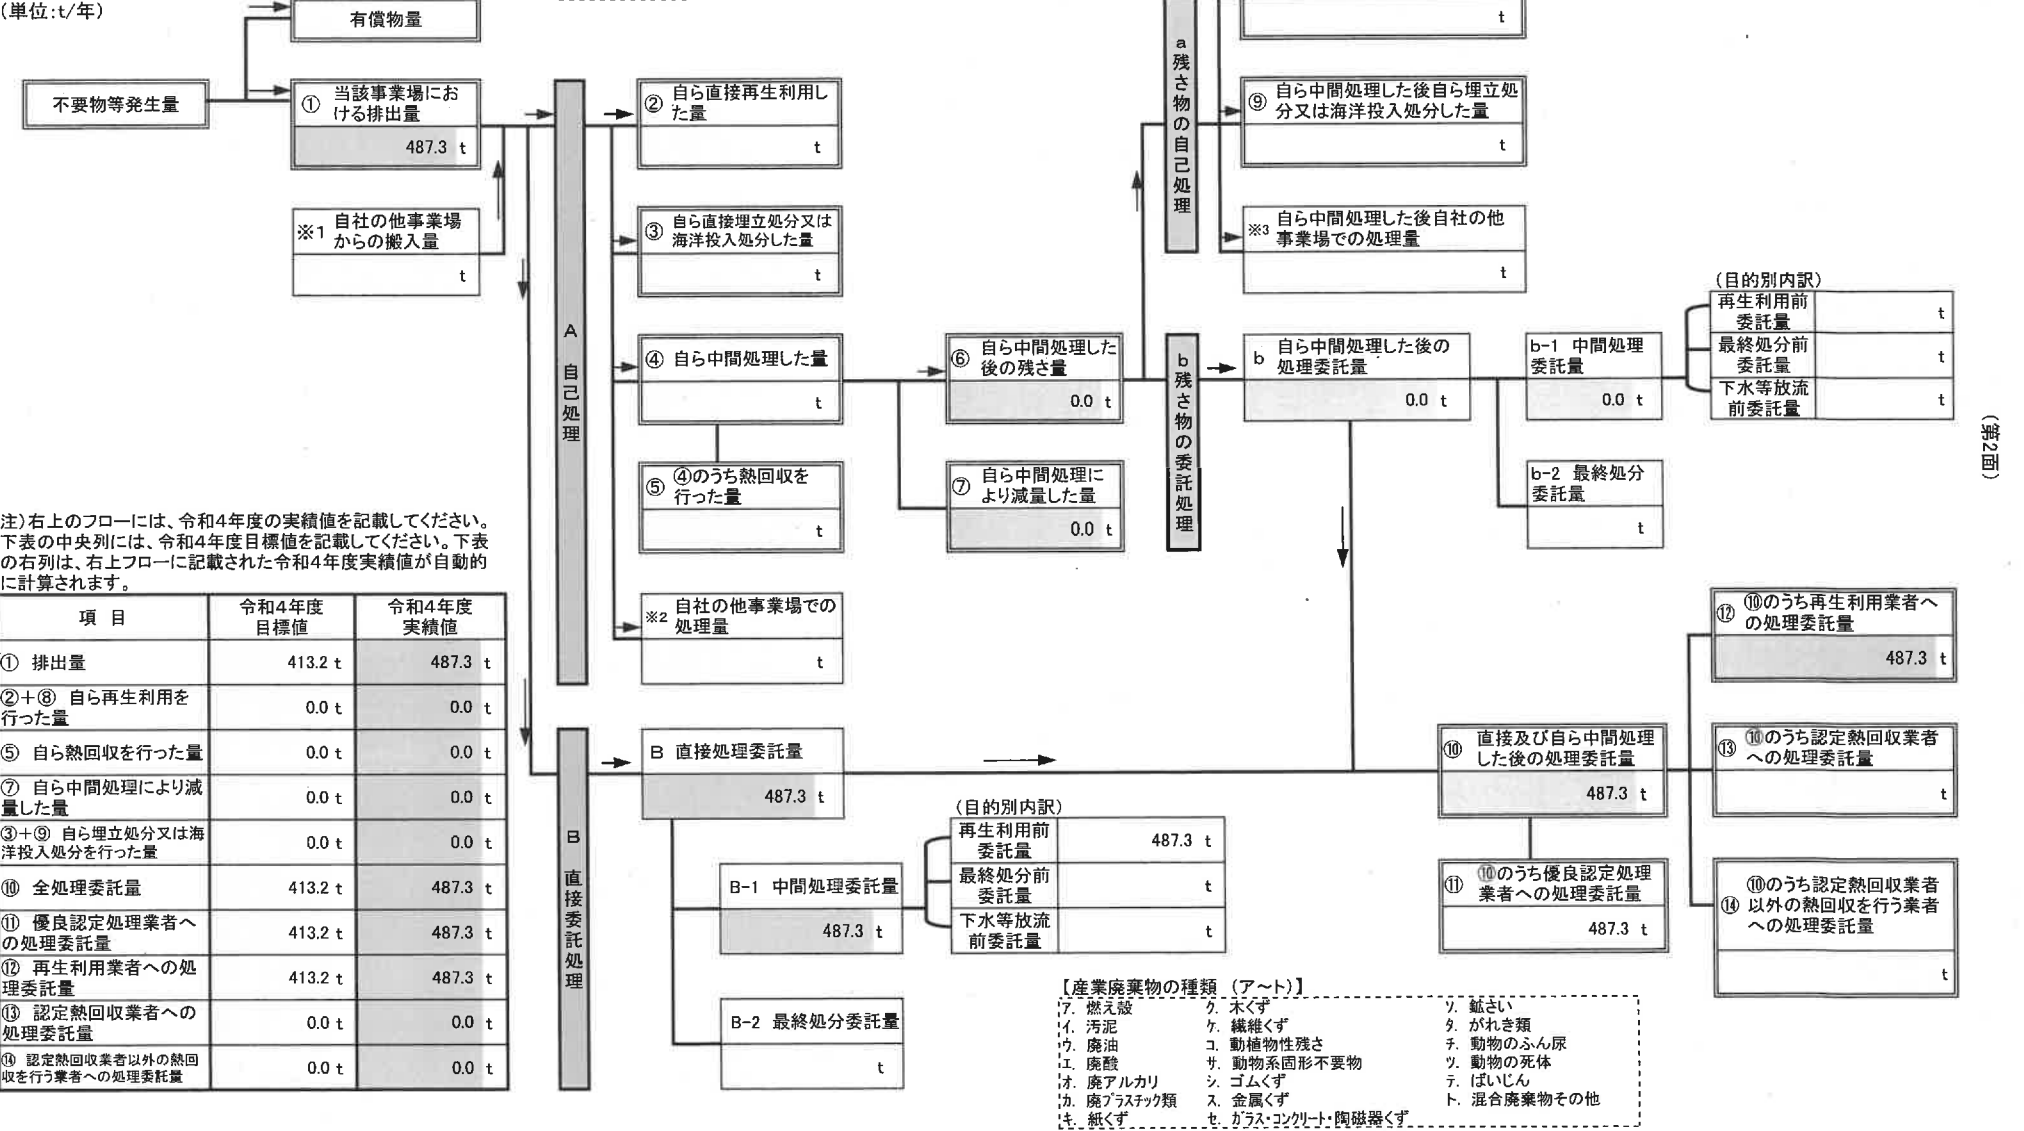 (単位:t/年)
有償物量
不要物等発生量
① 当該事業場にお
ける排出量
487.3 t
※1 自社の他事業場
からの搬入量
t
A 自己処理
② 自ら直接再生利用し
た量
t
③ 自ら直接埋立処分又は
海洋投入処分した量
t
④ 自ら中間処理した量
t
⑤ ④のうち熱回収を
行った量
t
※2 自社の他事業場での
処理量
t
⑥ 自ら中間処理した
後の残さ量
0.0 t
⑦ 自ら中間処理に
より減量した量
0.0 t
a 残さ物の自己処理
t
⑨ 自ら中間処理した後自ら埋立処
分又は海洋投入処分した量
t
※3 自ら中間処理した後自社の他
事業場での処理量
t
b 残さ物の委託処理
b 自ら中間処理した後の
処理委託量
0.0 t
b-1 中間処理
委託量
0.0 t
b-2 最終処分
委託量
t
(目的別内訳)
再生利用前
委託量
t
最終処分前
委託量
t
下水等放流
前委託量
t
(第2面)
注)右上のフローには、令和4年度の実績値を記載してください。
下表の中央列には、令和4年度目標値を記載してください。下表
の右列は、右上フローに記載された令和4年度実績値が自動的
に計算されます。
項 目
令和4年度
目標値
令和4年度
実績値
① 排出量
413.2 t
487.3 t
②+⑧ 自ら再生利用を
行った量
0.0 t
0.0 t
⑤ 自ら熱回収を行った量
0.0 t
0.0 t
⑦ 自ら中間処理により減
量した量
0.0 t
0.0 t
③+⑨ 自ら埋立処分又は海
洋投入処分を行った量
0.0 t
0.0 t
⑩ 全処理委託量
413.2 t
487.3 t
⑪ 優良認定処理業者へ
の処理委託量
413.2 t
487.3 t
⑫ 再生利用業者への処
理委託量
413.2 t
487.3 t
⑬ 認定熱回収業者への
処理委託量
0.0 t
0.0 t
⑭ 認定熱回収業者以外の熱回
収を行う業者への処理委託量
0.0 t
0.0 t
B 直接委託処理
B 直接処理委託量
487.3 t
B-1 中間処理委託量
487.3 t
B-2 最終処分委託量
t
(目的別内訳)
再生利用前
委託量
487.3 t
最終処分前
委託量
t
下水等放流
前委託量
t
⑩ 直接及び自ら中間処理
した後の処理委託量
487.3 t
⑪ ⑩のうち優良認定処理
業者への処理委託量
487.3 t
⑫ ⑩のうち再生利用業者へ
の処理委託量
487.3 t
⑬ ⑩のうち認定熱回収業者
への処理委託量
t
⑩のうち認定熱回収業者
⑭ 以外の熱回収を行う業者
への処理委託量
t
【産業廃棄物の種類 (ア~ト)】
ア. 燃え殻
イ. 汚泥
ウ. 廃油
エ. 廃酸
オ. 廃アルカリ
カ. 廃プラスチック類
キ. 紙くず
ク. 木くず
ケ. 繊維くず
コ. 動植物性残さ
サ. 動物系固形不要物
シ. ゴムくず
ス. 金属くず
セ. ガラス・コンクリート・陶磁器くず
ソ. 鉱さい
タ. がれき類
チ. 動物のふん尿
ツ. 動物の死体
テ. ばいじん
ト. 混合廃棄物その他